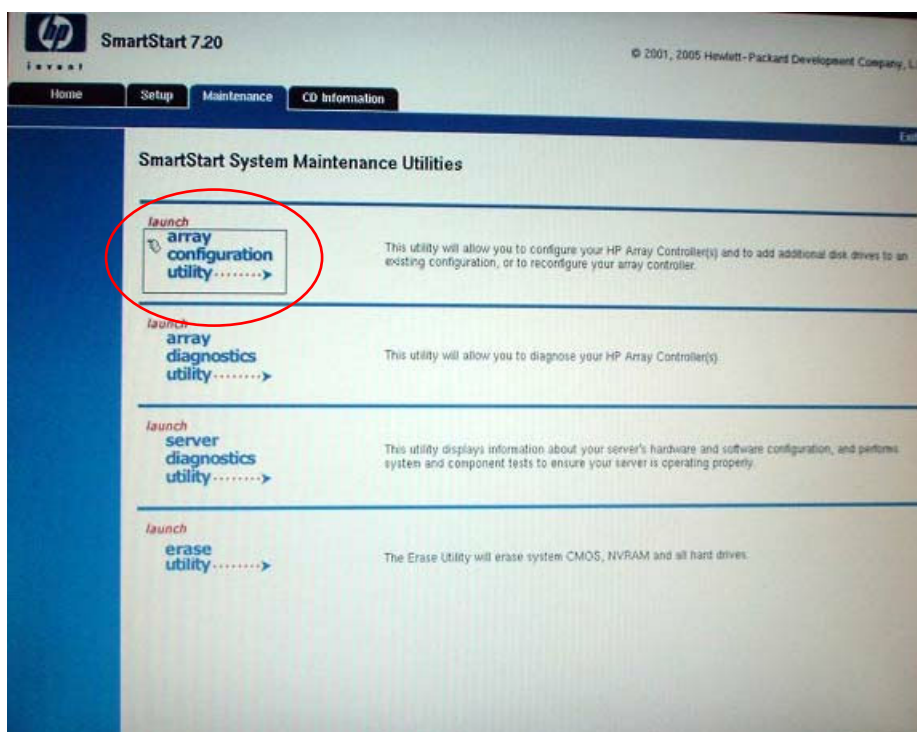 hp
invent
SmartStart 7.20
© 2001, 2005 Hewlett-Packard Development Company, L
Home
Setup
Maintenance
CD Information
SmartStart System Maintenance Utilities
launch
array
configuration
utility
This utility will allow you to configure your HP Array Controller(s) and to add additional disk drives to an
existing configuration, or to reconfigure your array controller.
launch
array
diagnostics
utility
This utility will allow you to diagnose your HP Array Controller(s)
launch
server
diagnostics
utility
This utility displays information about your server's hardware and software configuration, and performs
system and component tests to ensure your server is operating properly.
launch
erase
utility
The Erase Utility will erase system CMOS, NVRAM and all hard drives.